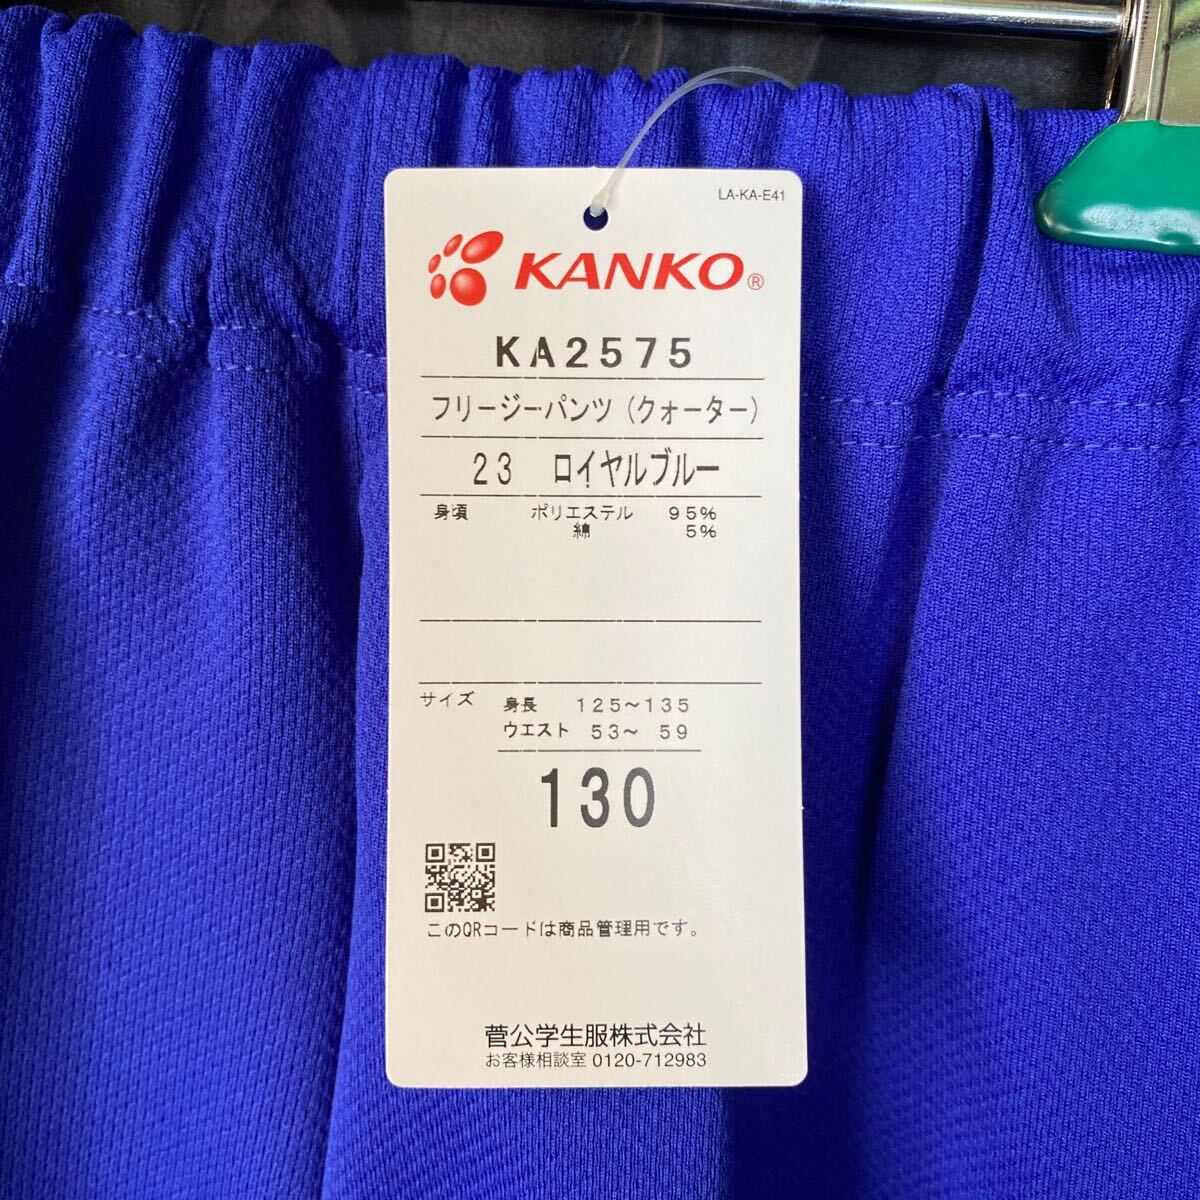 LA-KA-E41
KANKO®
KA2575
フリージーパンツ(クォーター)
23 ロイヤルブルー
身頃 ポリエステル 95%
綿 5%
サイズ 身長 125〜135
ウエスト 53〜 59
130
このQRコードは商品管理用です。
菅公学生服株式会社
お客様相談室 0120-712983